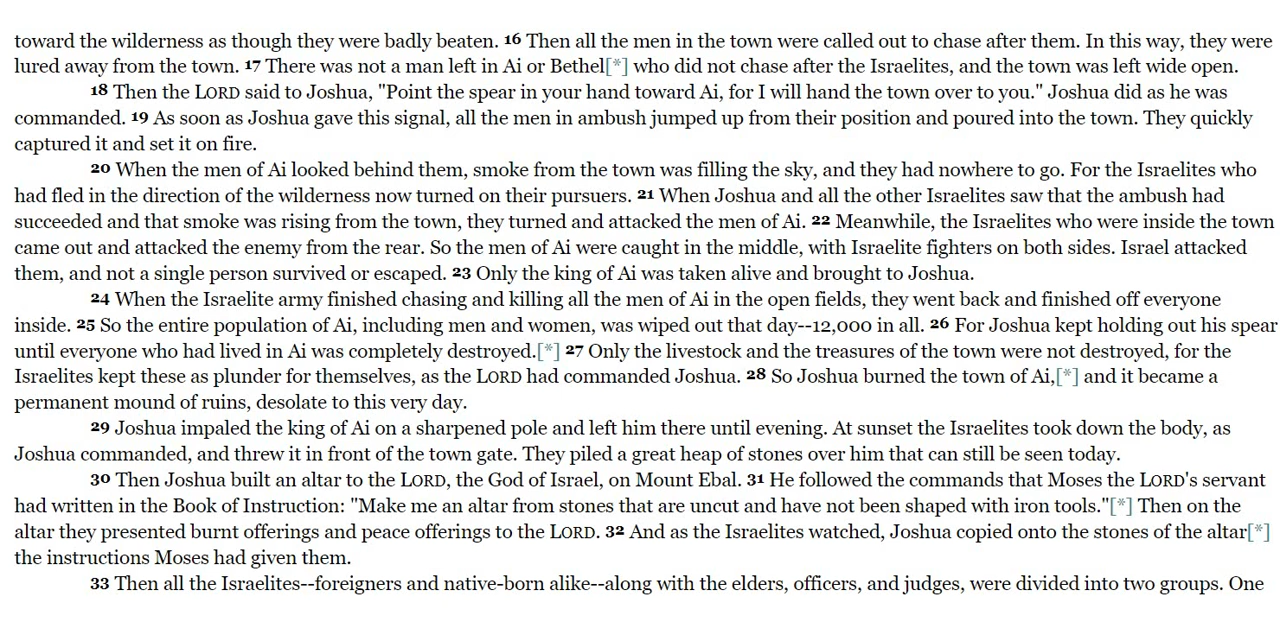 toward the wilderness as though they were badly beaten. 16 Then all the men in the town were called out to chase after them. In this way, they were
lured away from the town. 17 There was not a man left in Ai or Bethel[*] who did not chase after the Israelites, and the town was left wide open.
18 Then the LORD said to Joshua, "Point the spear in your hand toward Ai, for I will hand the town over to you." Joshua did as he was
commanded. 19 As soon as Joshua gave this signal, all the men in ambush jumped up from their position and poured into the town. They quickly
captured it and set it on fire.
20 When the men of Ai looked behind them, smoke from the town was filling the sky, and they had nowhere to go. For the Israelites who
had fled in the direction of the wilderness now turned on their pursuers. 21 When Joshua and all the other Israelites saw that the ambush had
succeeded and that smoke was rising from the town, they turned and attacked the men of Ai. 22 Meanwhile, the Israelites who were inside the town
came out and attacked the enemy from the rear. So the men of Ai were caught in the middle, with Israelite fighters on both sides. Israel attacked
them, and not a single person survived or escaped. 23 Only the king of Ai was taken alive and brought to Joshua.
24 When the Israelite army finished chasing and killing all the men of Ai in the open fields, they went back and finished off everyone
inside. 25 So the entire population of Ai, including men and women, was wiped out that day--12,000 in all. 26 For Joshua kept holding out his spear
until everyone who had lived in Ai was completely destroyed.[*] 27 Only the livestock and the treasures of the town were not destroyed, for the
Israelites kept these as plunder for themselves, as the LORD had commanded Joshua. 28 So Joshua burned the town of Ai,[*] and it became a
permanent mound of ruins, desolate to this very day.
29 Joshua impaled the king of Ai on a sharpened pole and left him there until evening. At sunset the Israelites took down the body, as
Joshua commanded, and threw it in front of the town gate. They piled a great heap of stones over him that can still be seen today.
30 Then Joshua built an altar to the LORD, the God of Israel, on Mount Ebal. 31 He followed the commands that Moses the LORD's servant
had written in the Book of Instruction: "Make me an altar from stones that are uncut and have not been shaped with iron tools."[*] Then on the
altar they presented burnt offerings and peace offerings to the LORD. 32 And as the Israelites watched, Joshua copied onto the stones of the altar[*]
the instructions Moses had given them.
33 Then all the Israelites--foreigners and native-born alike--along with the elders, officers, and judges, were divided into two groups. One